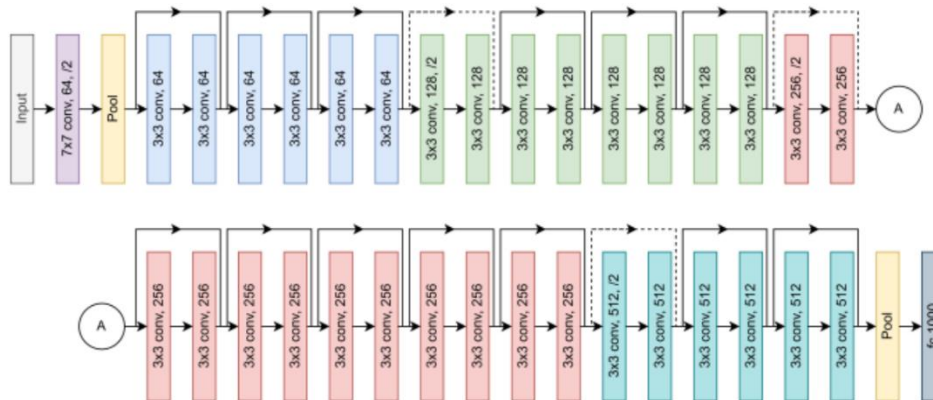 Input
7x7 conv, 64, /2
Pool
3x3 conv, 64
3x3 conv, 64
3x3 conv, 64
3x3 conv, 64
3x3 conv, 64
3x3 conv, 64
3x3 conv, 128, /2
3x3 conv, 128
3x3 conv, 128
3x3 conv, 128
3x3 conv, 128
3x3 conv, 128
3x3 conv, 128
3x3 conv, 128
3x3 conv, 256, /2
3x3 conv, 256
A
A
3x3 conv, 256
3x3 conv, 256
3x3 conv, 256
3x3 conv, 256
3x3 conv, 256
3x3 conv, 256
3x3 conv, 256
3x3 conv, 256
3x3 conv, 256
3x3 conv, 256
3x3 conv, 512, /2
3x3 conv, 512
3x3 conv, 512
3x3 conv, 512
3x3 conv, 512
3x3 conv, 512
Pool
fc 1000